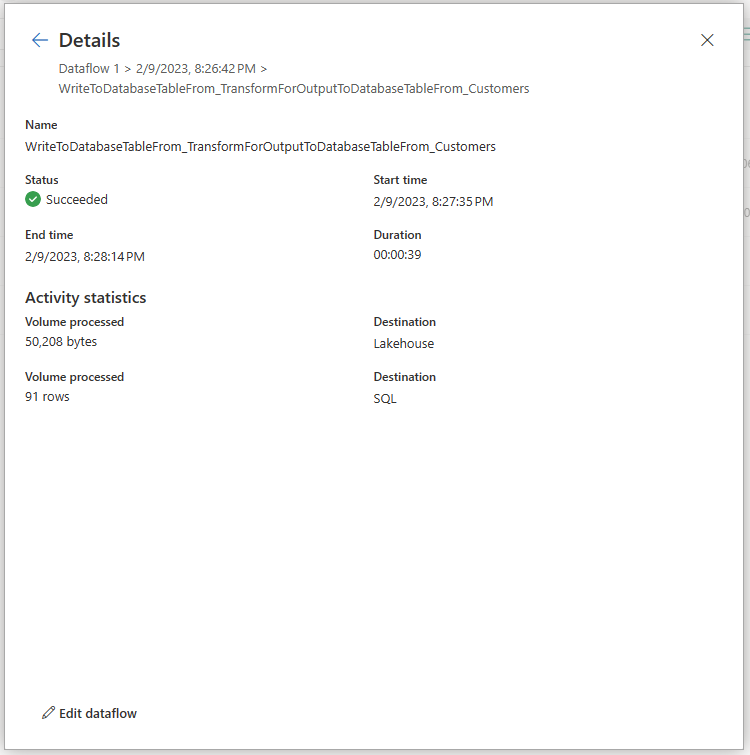 Details
Dataflow 1 > 2/9/2023, 8:26:42 PM >
WriteToDatabaseTableFrom_TransformForOutputToDatabaseTableFrom_Customers
Name
WriteToDatabaseTableFrom_TransformForOutputToDatabaseTableFrom_Customers
Status
Succeeded
Start time
2/9/2023, 8:27:35 PM
End time
2/9/2023, 8:28:14 PM
Duration
00:00:39
Activity statistics
Volume processed
50,208 bytes
Destination
Lakehouse
Volume processed
91 rows
Destination
SQL
Edit dataflow